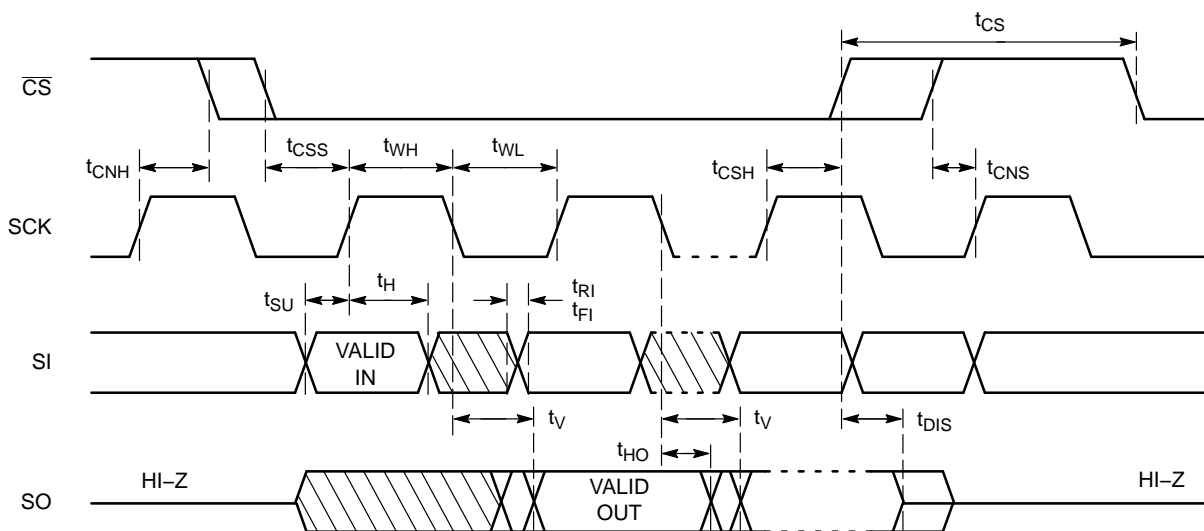 tCS
CS
tCNH
tCSS
tWH
tWL
tCSH
tCNS
SCK
tSU
tH
tRI
tFI
SI
VALID
IN
tV
tV
tDIS
tHO
HI–Z
HI–Z
SO
VALID
OUT